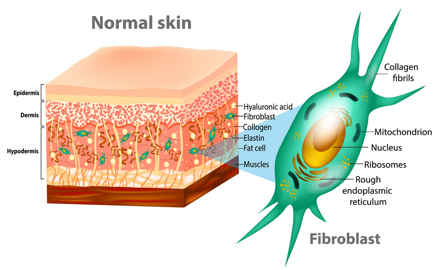 Normal skin
Epidermis
Dermis
Hypodermis
Hyaluronic acid
Fibroblast
Collagen
Elastin
Fat cell
Muscles
Collagen
fibrils
Mitochondrion
Nucleus
Ribosomes
Rough
endoplasmic
reticulum
Fibroblast